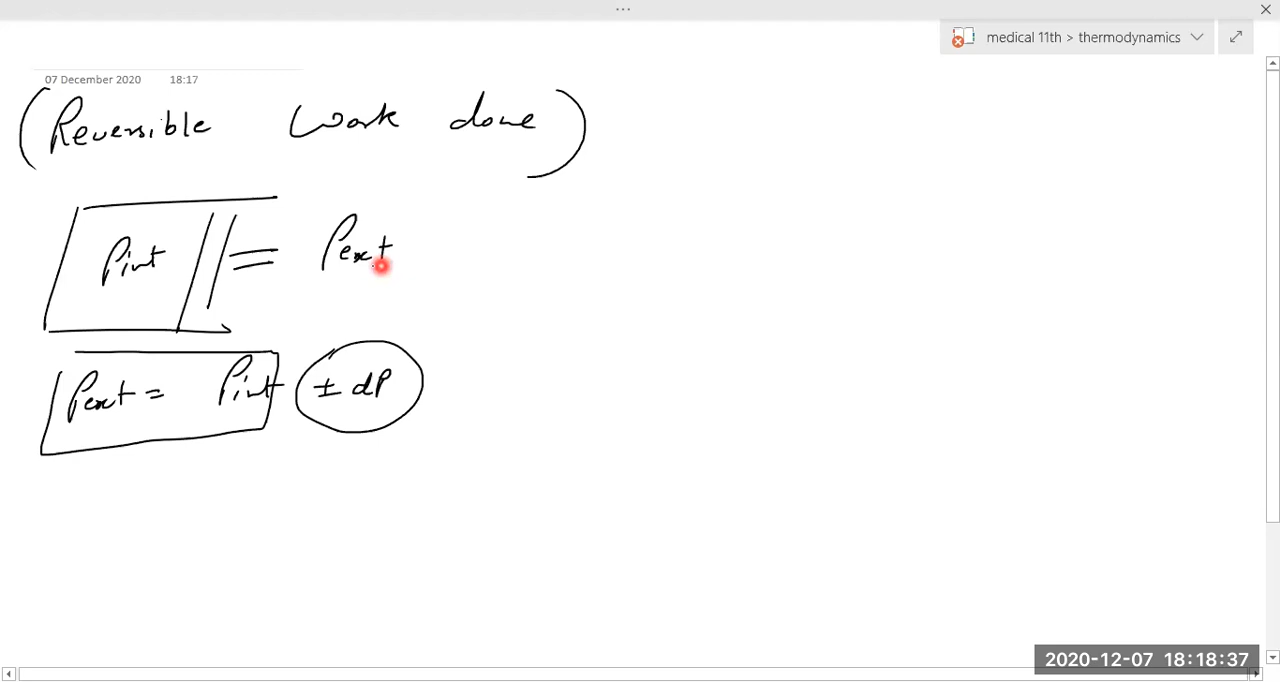 ...
medical 11th > thermodynamics
07 December 2020 18:17
(Reversible work done)
Pint = Pext
Pext = Pint ± dP
2020-12-07 18:18:37